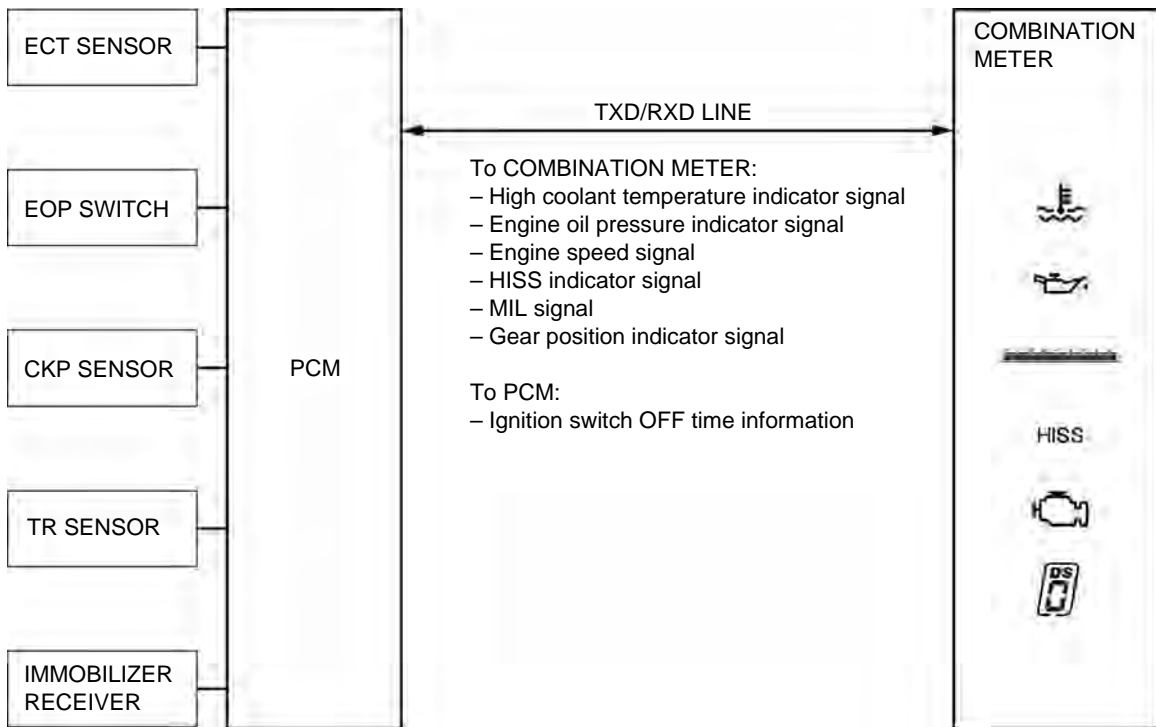 ECT SENSOR
EOP SWITCH
CKP SENSOR
TR SENSOR
IMMOBILIZER
RECEIVER
PCM
TXD/RXD LINE
To COMBINATION METER:
– High coolant temperature indicator signal
– Engine oil pressure indicator signal
– Engine speed signal
– HISS indicator signal
– MIL signal
– Gear position indicator signal
To PCM:
– Ignition switch OFF time information
COMBINATION
METER
HISS
DS